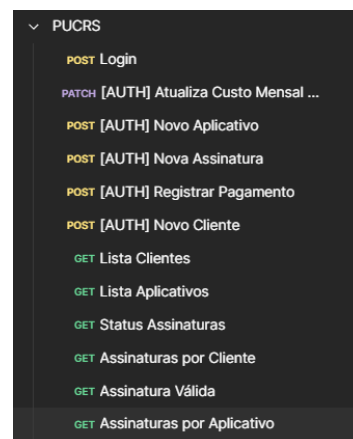 PUCRS
POST Login
PATCH [AUTH] Atualiza Custo Mensal ...
POST [AUTH] Novo Aplicativo
POST [AUTH] Nova Assinatura
POST [AUTH] Registrar Pagamento
POST [AUTH] Novo Cliente
GET Lista Clientes
GET Lista Aplicativos
GET Status Assinaturas
GET Assinaturas por Cliente
GET Assinatura Válida
GET Assinaturas por Aplicativo